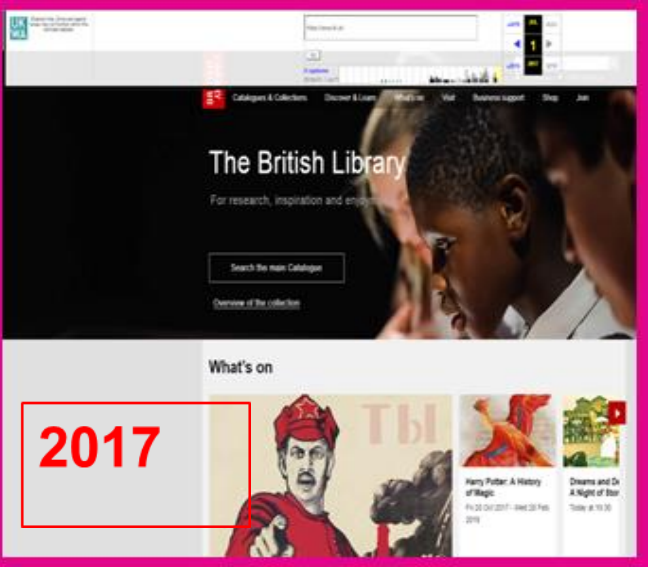 UK
WA
JUL
1
2017
Catalogues & Collections Discover & Learn What's on Visit Business support Shop Join
The British Library
For research, inspiration and
Search the main Catalogue
Overview of the collection
What's on
ТЫ
2017
Harry Potter: A History
of Magic
Fri 20 Oct 2017 - Wed 28 Feb
2018
Dreams and
A Night of
Today at 19:30